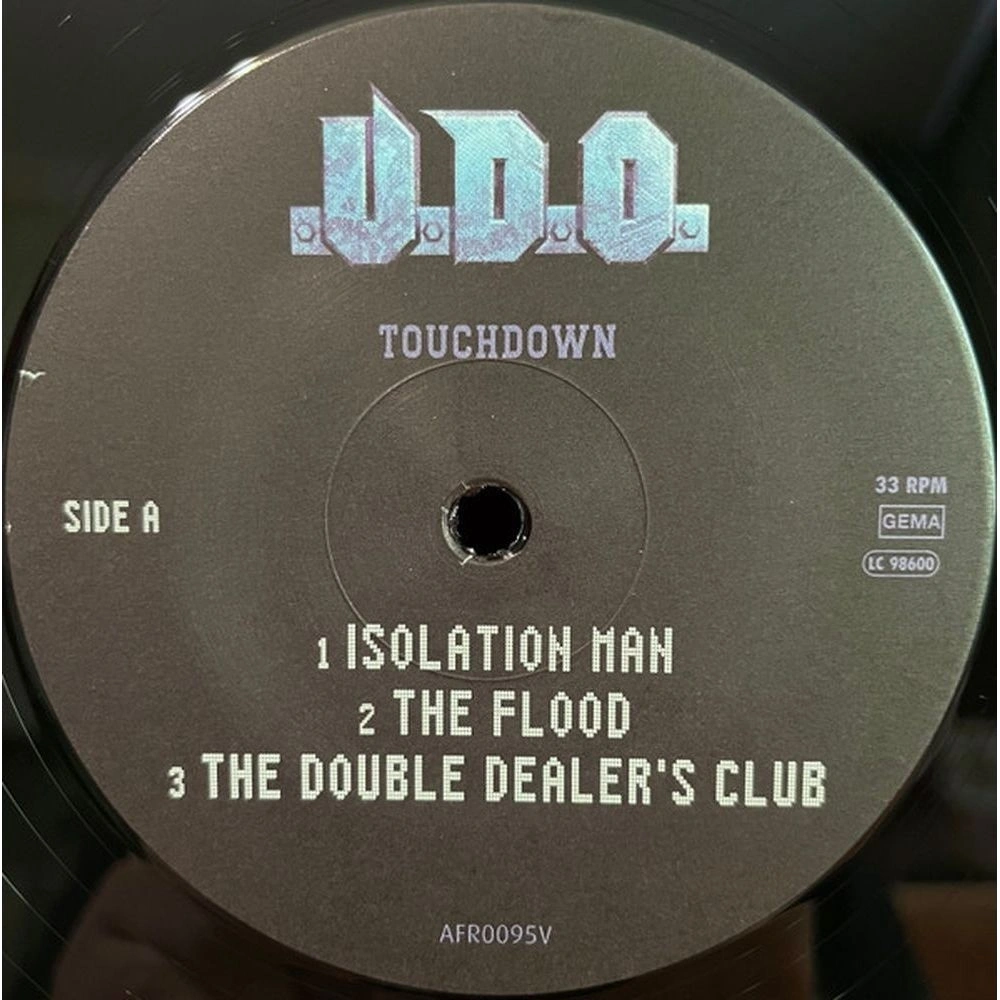 U.D.O.
TOUCHDOWN
SIDE A
33 RPM
GEMA
LC 98600
1 ISOLATION MAN
2 THE FLOOD
3 THE DOUBLE DEALER'S CLUB
AFR0095V